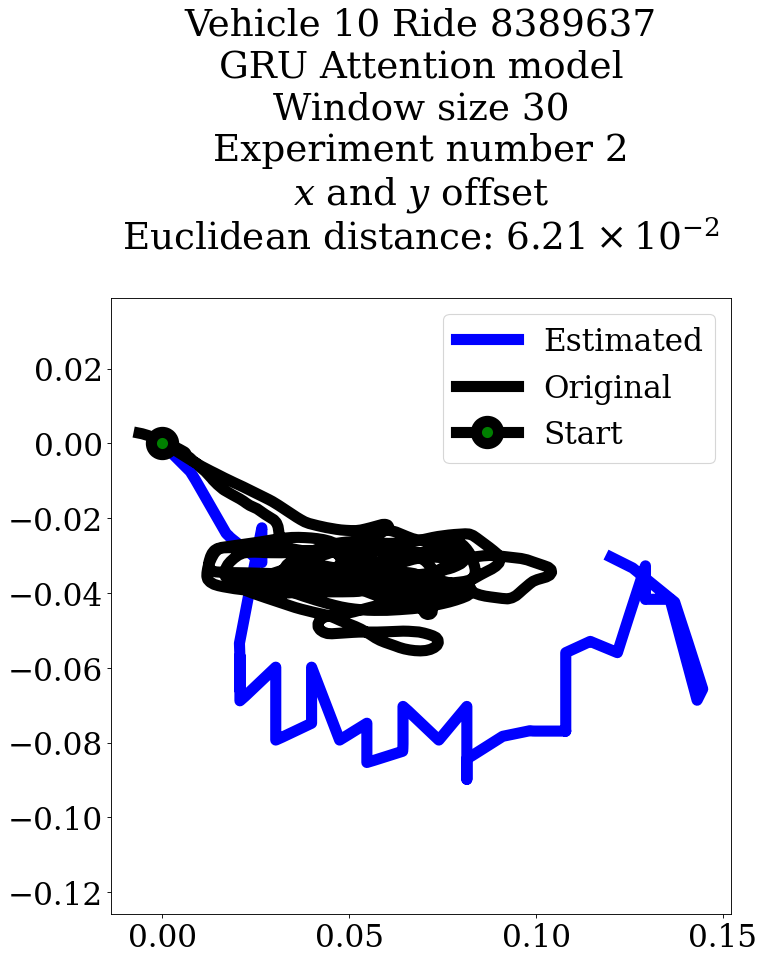 Vehicle 10 Ride 8389637
GRU Attention model
Window size 30
Experiment number 2
x and y offset
Euclidean distance: 6.21 × 10⁻²
Estimated
Original
Start
0.02
0.00
−0.02
−0.04
−0.06
−0.08
−0.10
−0.12
0.00 0.05 0.10 0.15